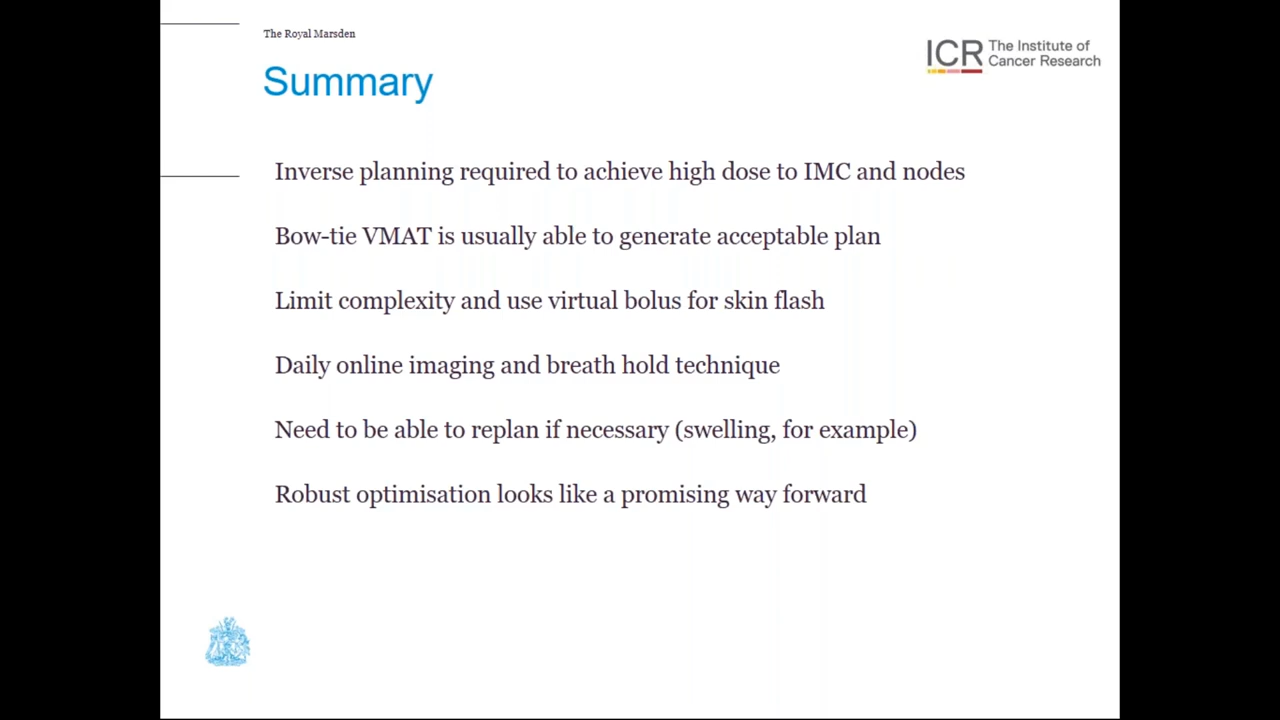 The Royal Marsden
ICR The Institute of
Cancer Research
Summary
Inverse planning required to achieve high dose to IMC and nodes
Bow-tie VMAT is usually able to generate acceptable plan
Limit complexity and use virtual bolus for skin flash
Daily online imaging and breath hold technique
Need to be able to replan if necessary (swelling, for example)
Robust optimisation looks like a promising way forward